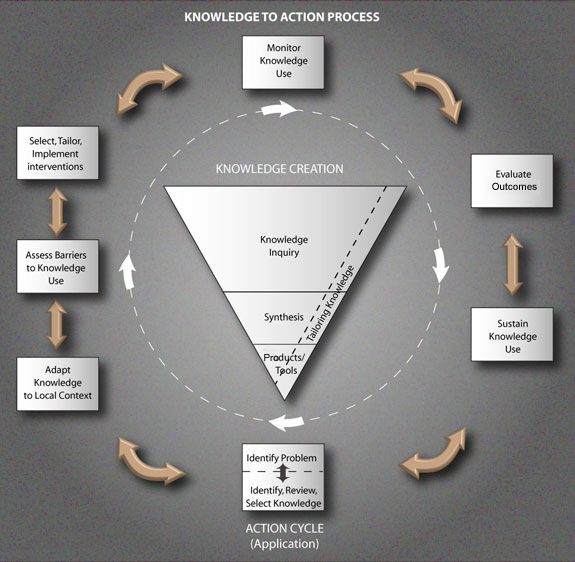 KNOWLEDGE TO ACTION PROCESS
Monitor
Knowledge
Use
Select, Tailor,
Implement
interventions
Evaluate
Outcomes
KNOWLEDGE CREATION
Knowledge
Inquiry
Assess Barriers
to Knowledge
Use
Synthesis
Tailoring Knowledge
Sustain
Knowledge
Use
Products/
Tools
Adapt
Knowledge
to Local Context
Identify Problem
Identify, Review,
Select Knowledge
ACTION CYCLE
(Application)